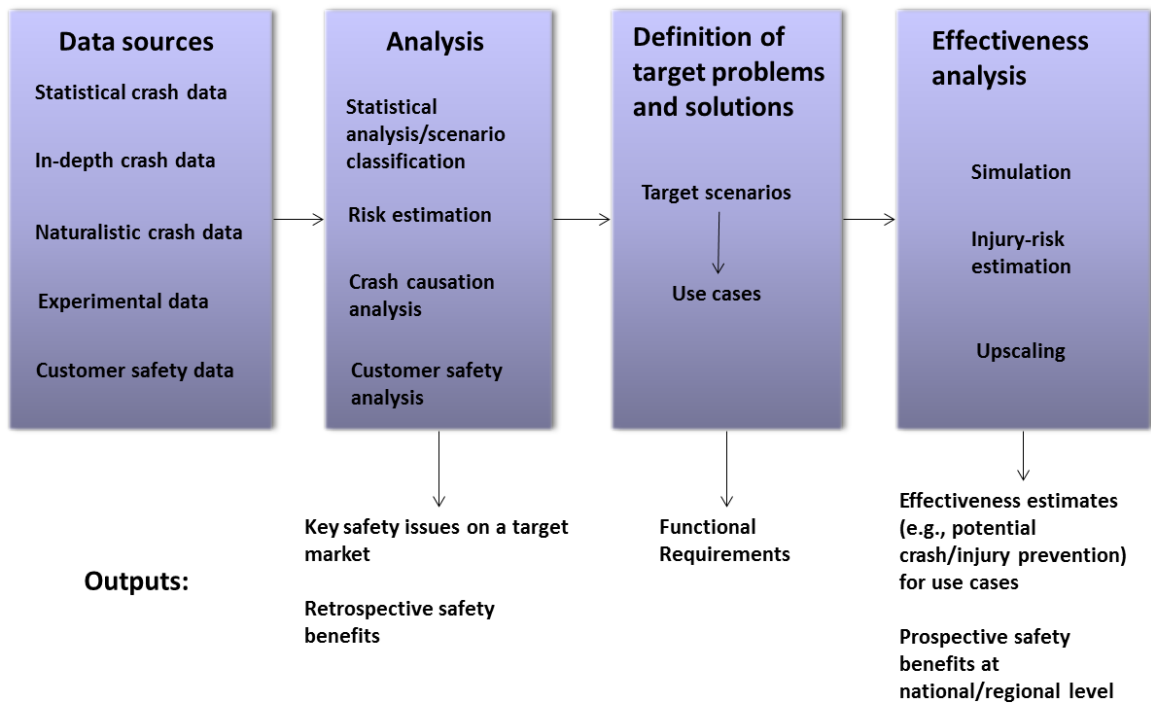 Data sources
Statistical crash data
In-depth crash data
Naturalistic crash data
Experimental data
Customer safety data
Analysis
Statistical
analysis/scenario
classification
Risk estimation
Crash causation
analysis
Customer safety
analysis
Definition of
target problems
and solutions
Target scenarios
Use cases
Effectiveness
analysis
Simulation
Injury-risk
estimation
Upscaling
Outputs:
Key safety issues on a target
market
Retrospective safety
benefits
Functional
Requirements
Effectiveness estimates
(e.g., potential
crash/injury prevention)
for use cases
Prospective safety
benefits at
national/regional level